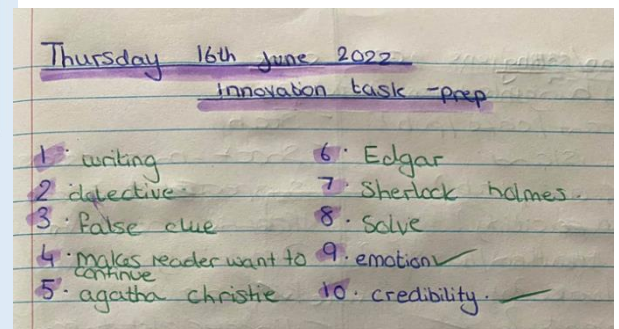 Thursday 16th June 2022
innovation task - prep
1. writing
2 detective.
3. false clue
4. makes reader want to
continue
5. agatha christie
6. Edgar
7. Sherlock holmes.
8. Solve
9. emotion
10. credibility.